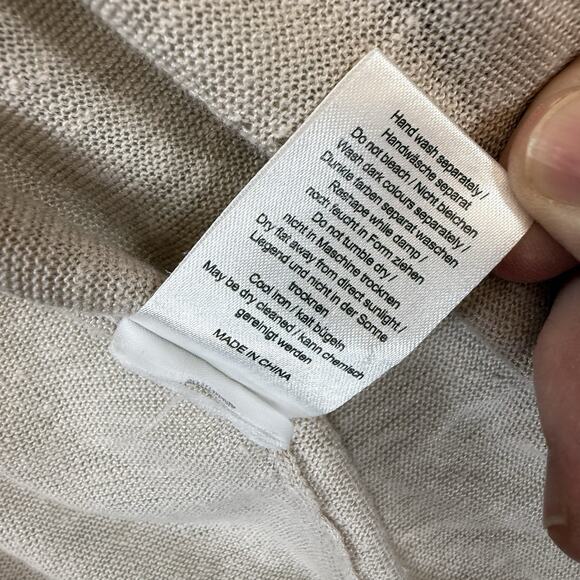 Hand wash separately /
Handwäsche separat
Do not bleach / Nicht bleichen
Wash dark colours separately /
Dunkle farben separat waschen
Reshape while damp /
noch feucht in Form ziehen
Do not tumble dry /
nicht in Maschine trocknen
Dry flat away from direct sunlight /
Liegend und nicht in der Sonne
trocknen
Cool iron / kalt bügeln
May be dry cleaned / kann chemisch
gereinigt werden
MADE IN CHINA